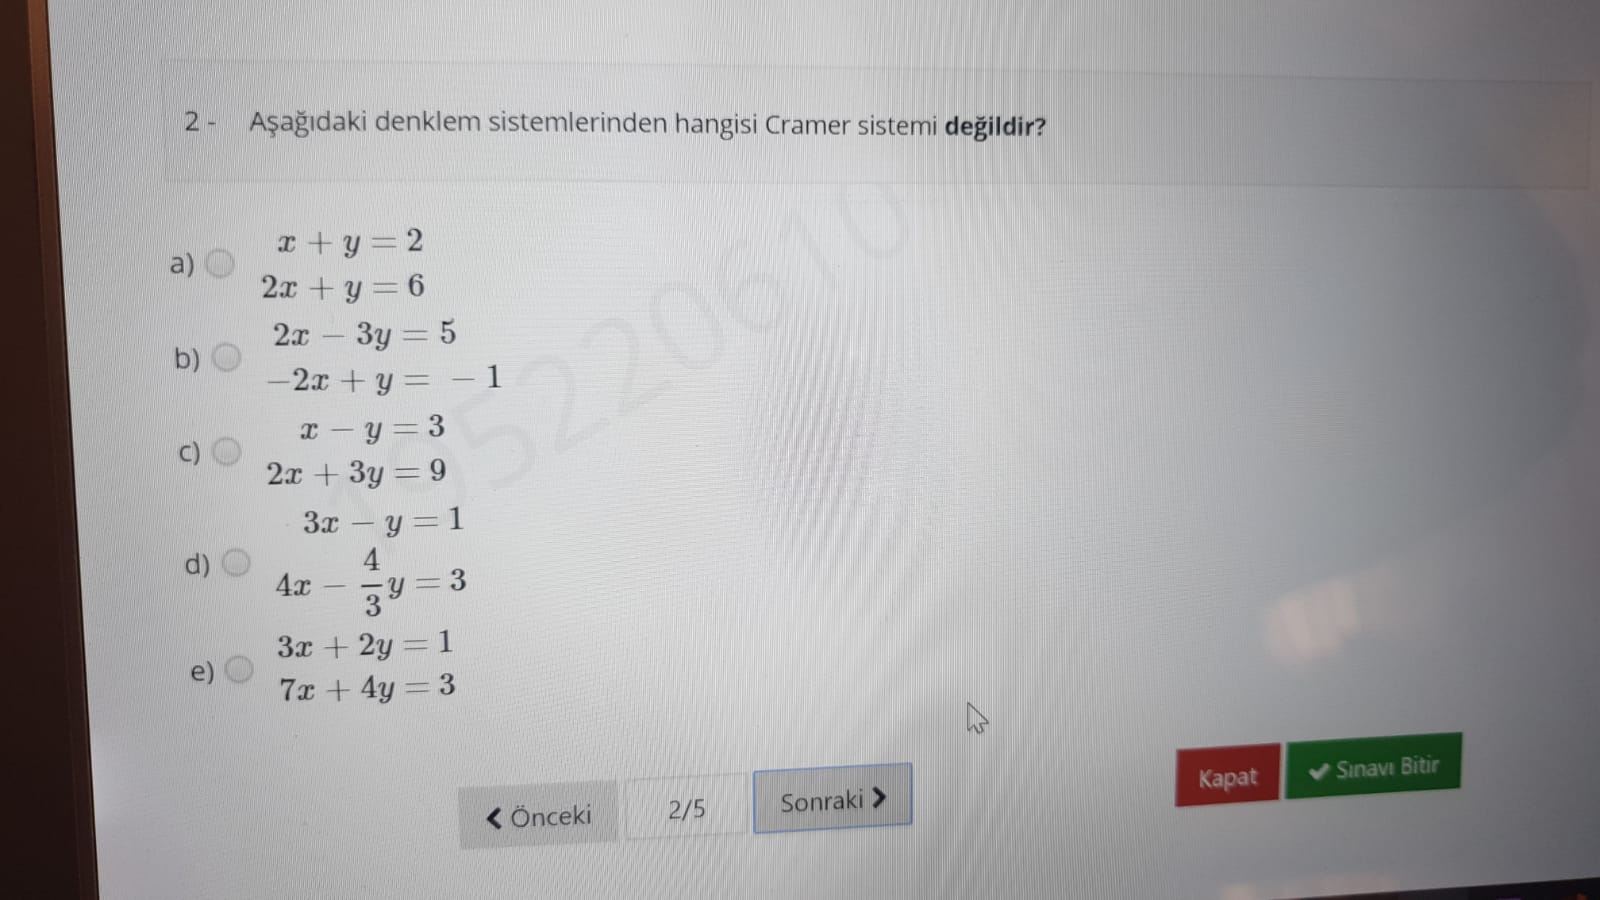 2 - Aşağıdaki denklem sistemlerinden hangisi Cramer sistemi değildir?
a) x + y = 2
2x + y = 6
b) 2x − 3y = 5
−2x + y = − 1
c) x − y = 3
2x + 3y = 9
d) 3x − y = 1
4x − 4/3 y = 3
e) 3x + 2y = 1
7x + 4y = 3
Önceki 2/5 Sonraki
Kapat Sınavı Bitir